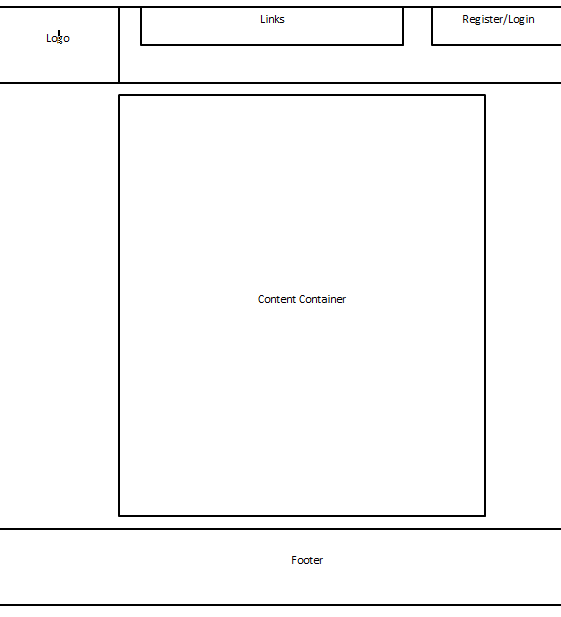 Links
Register/Login
Logo
Content Container
Footer